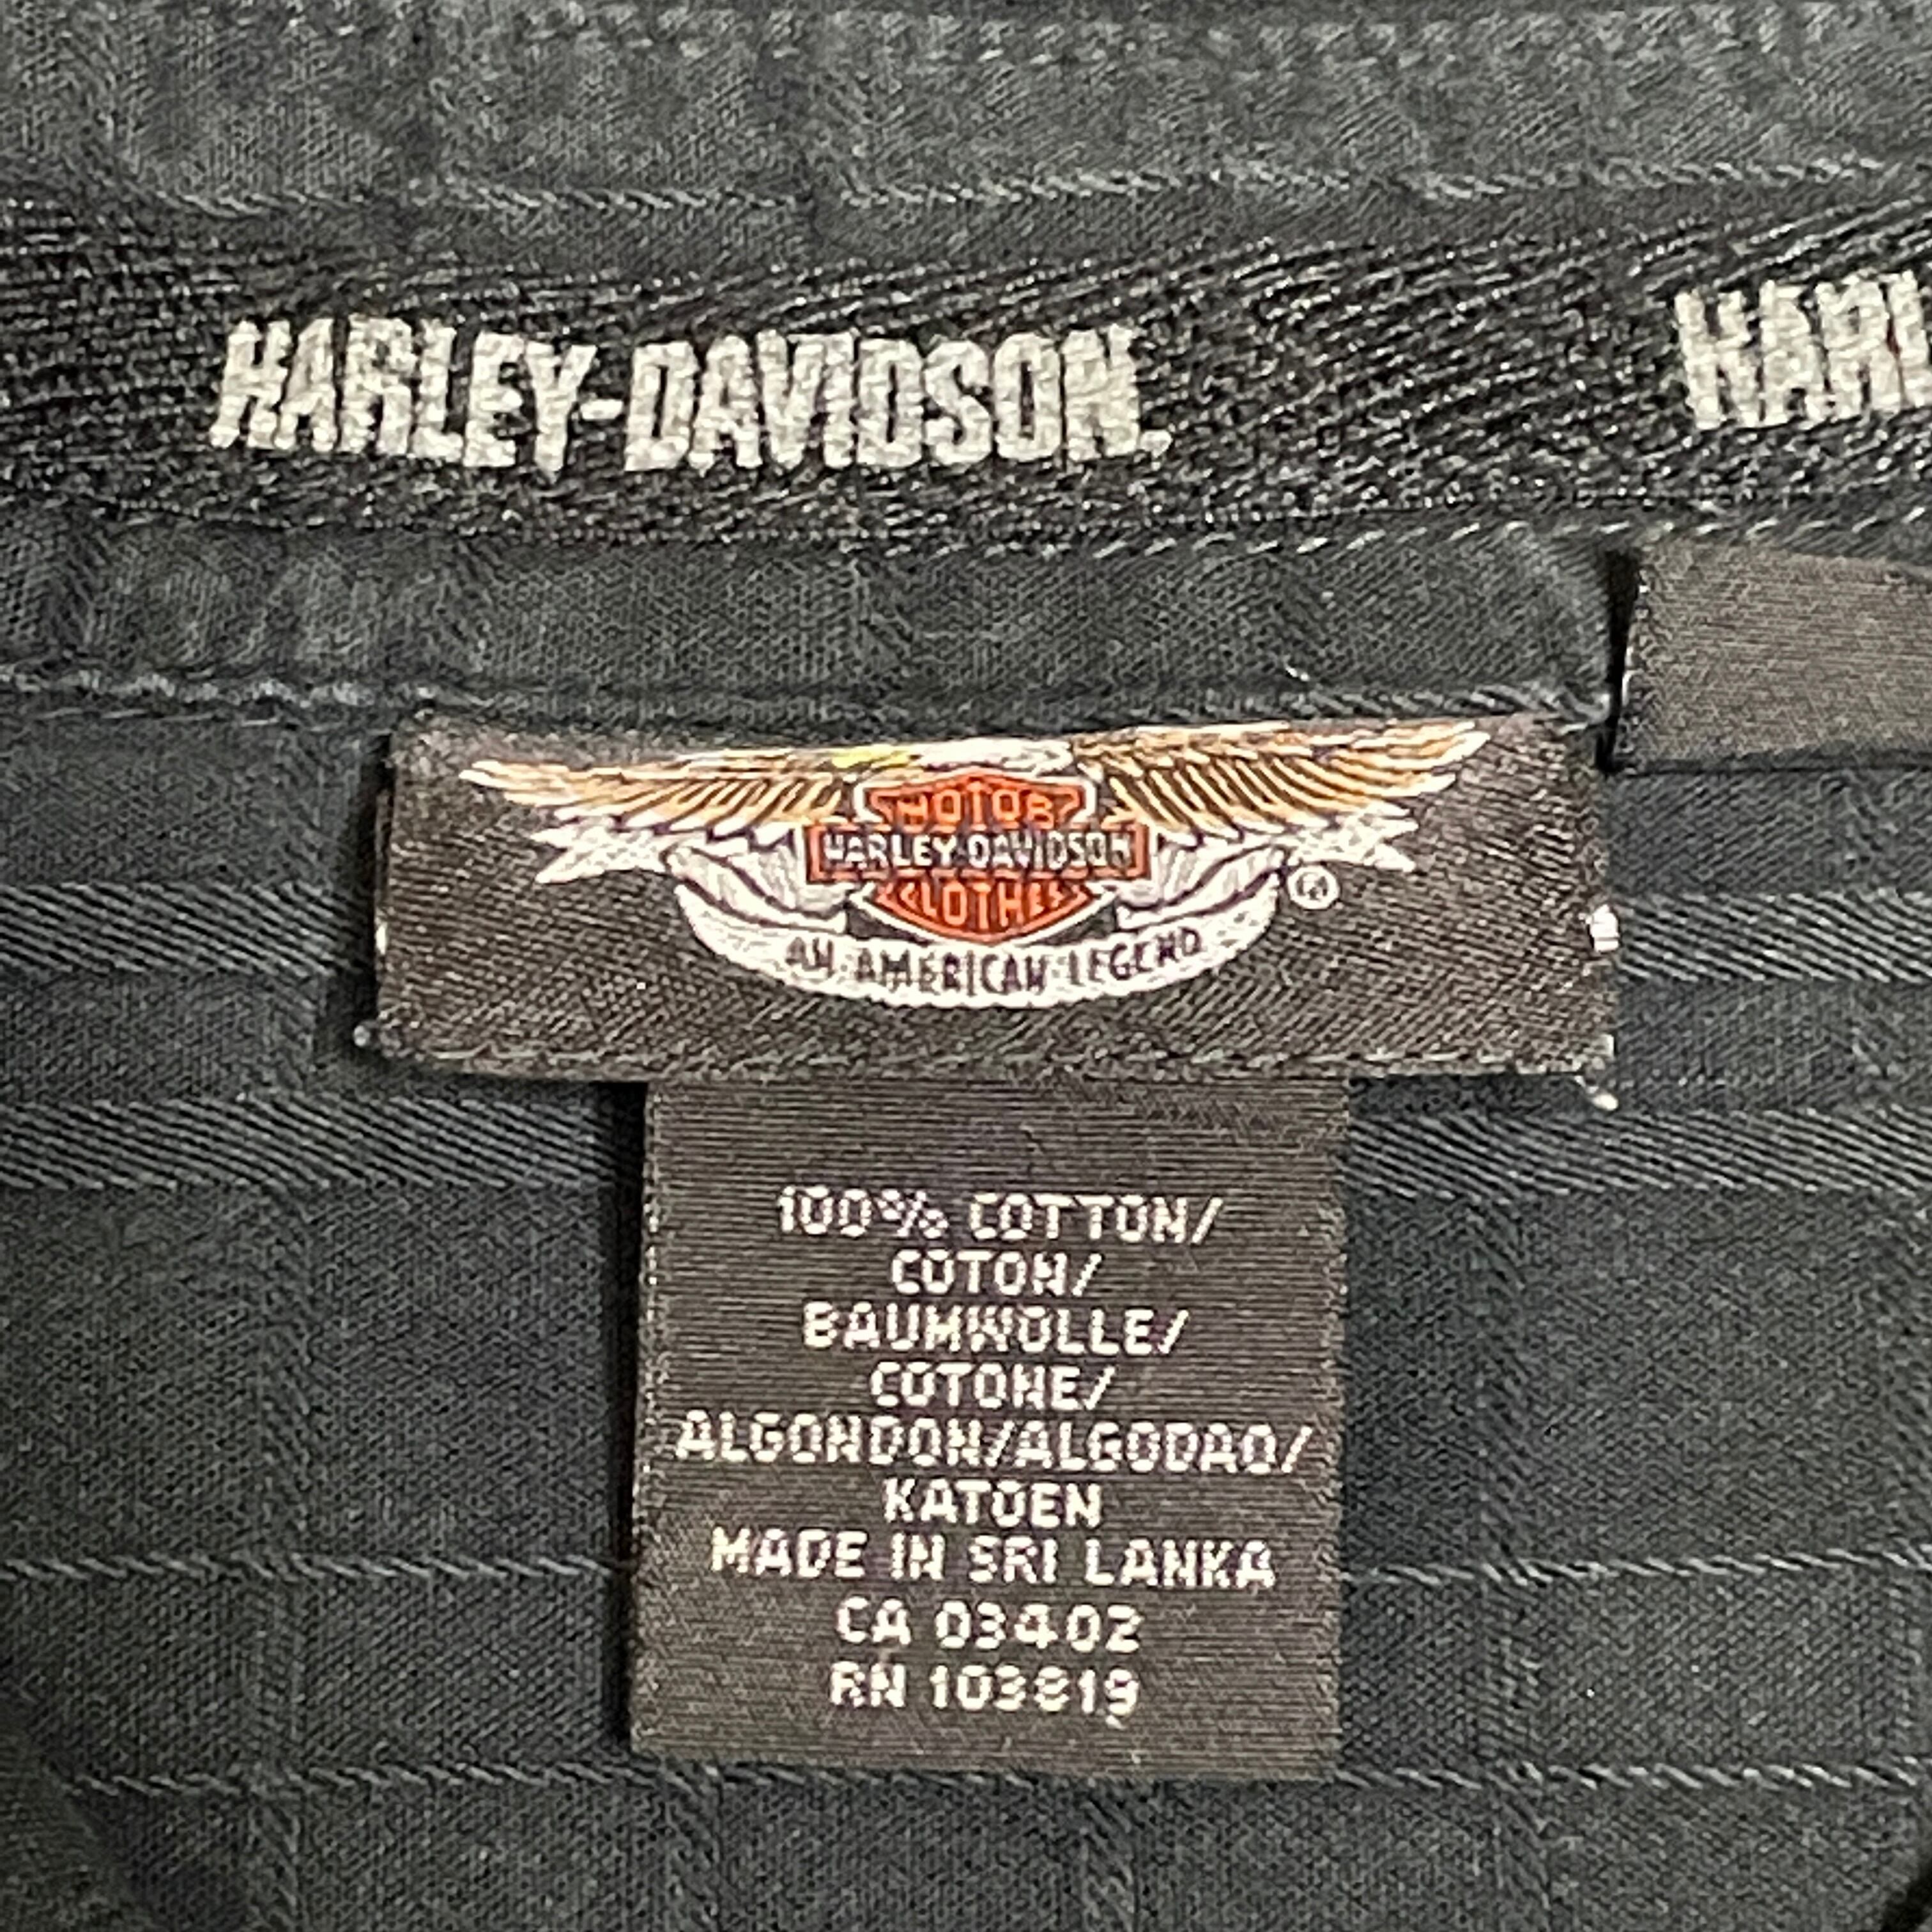 HARLEY-DAVIDSON.
HARL
MOTOR
HARLEY-DAVIDSON
CLOTHES
®
AN AMERICAN LEGEND
100% COTTON/
COTON/
BAUMWOLLE/
COTONE/
ALGONDON/ALGODAO/
KATOEN
MADE IN SRI LANKA
CA 03402
RN 103819